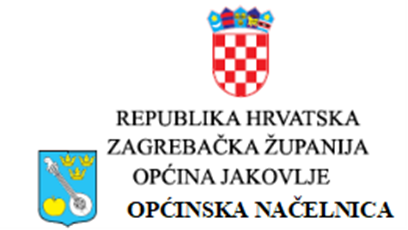 REPUBLIKA HRVATSKA
ZAGREBAČKA ŽUPANIJA
OPĆINA JAKOVLJE
OPĆINSKA NAČELNICA